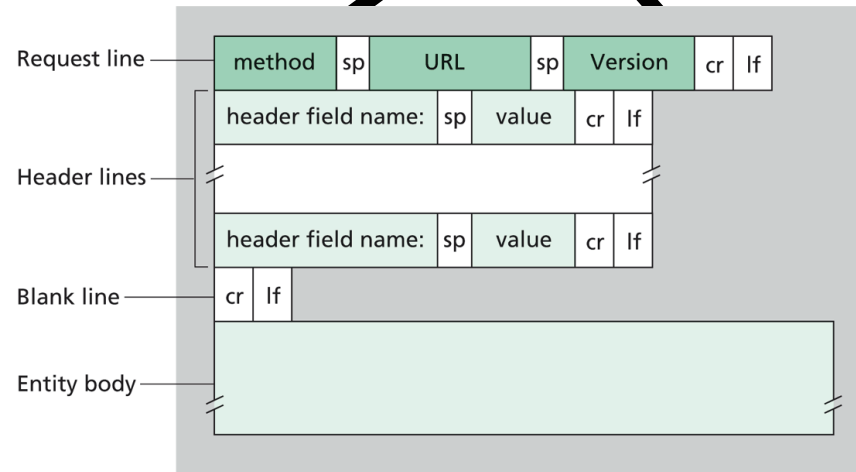 Request line method sp URL sp Version cr lf
header field name: sp value cr lf
Header lines
header field name: sp value cr lf
Blank line cr lf
Entity body